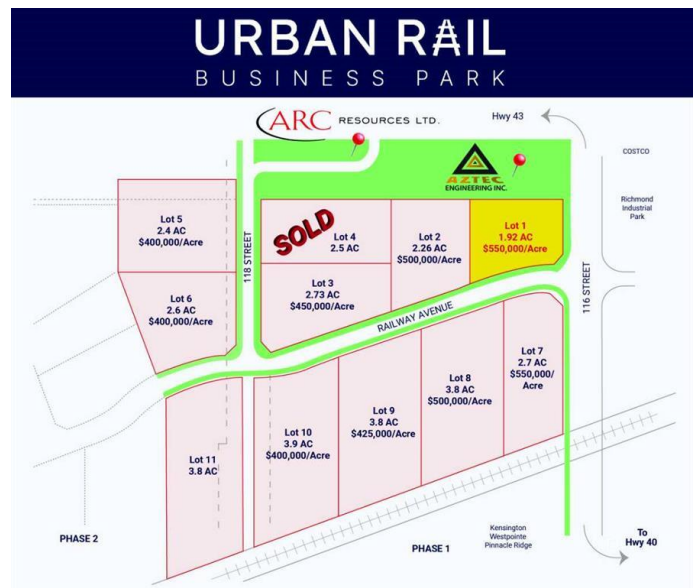 URBAN RAIL
BUSINESS PARK
ARC RESOURCES LTD.
Hwy 43
COSTCO
AZTEC
ENGINEERING INC.
Richmond
Industrial
Park
Lot 5
2.4 AC
$400,000/Acre
SOLD
Lot 4
2.5 AC
Lot 2
2.26 AC
$500,000/Acre
Lot 1
1.92 AC
$550,000/Acre
118 STREET
116 STREET
Lot 6
2.6 AC
$400,000/Acre
Lot 3
2.73 AC
$450,000/Acre
RAILWAY AVENUE
Lot 7
2.7 AC
$550,000/
Acre
Lot 8
3.8 AC
$500,000/Acre
Lot 9
3.8 AC
$425,000/Acre
Lot 10
3.9 AC
$400,000/Acre
Lot 11
3.8 AC
PHASE 2
PHASE 1
Kensington
Westpointe
Pinnacle Ridge
To
Hwy 40